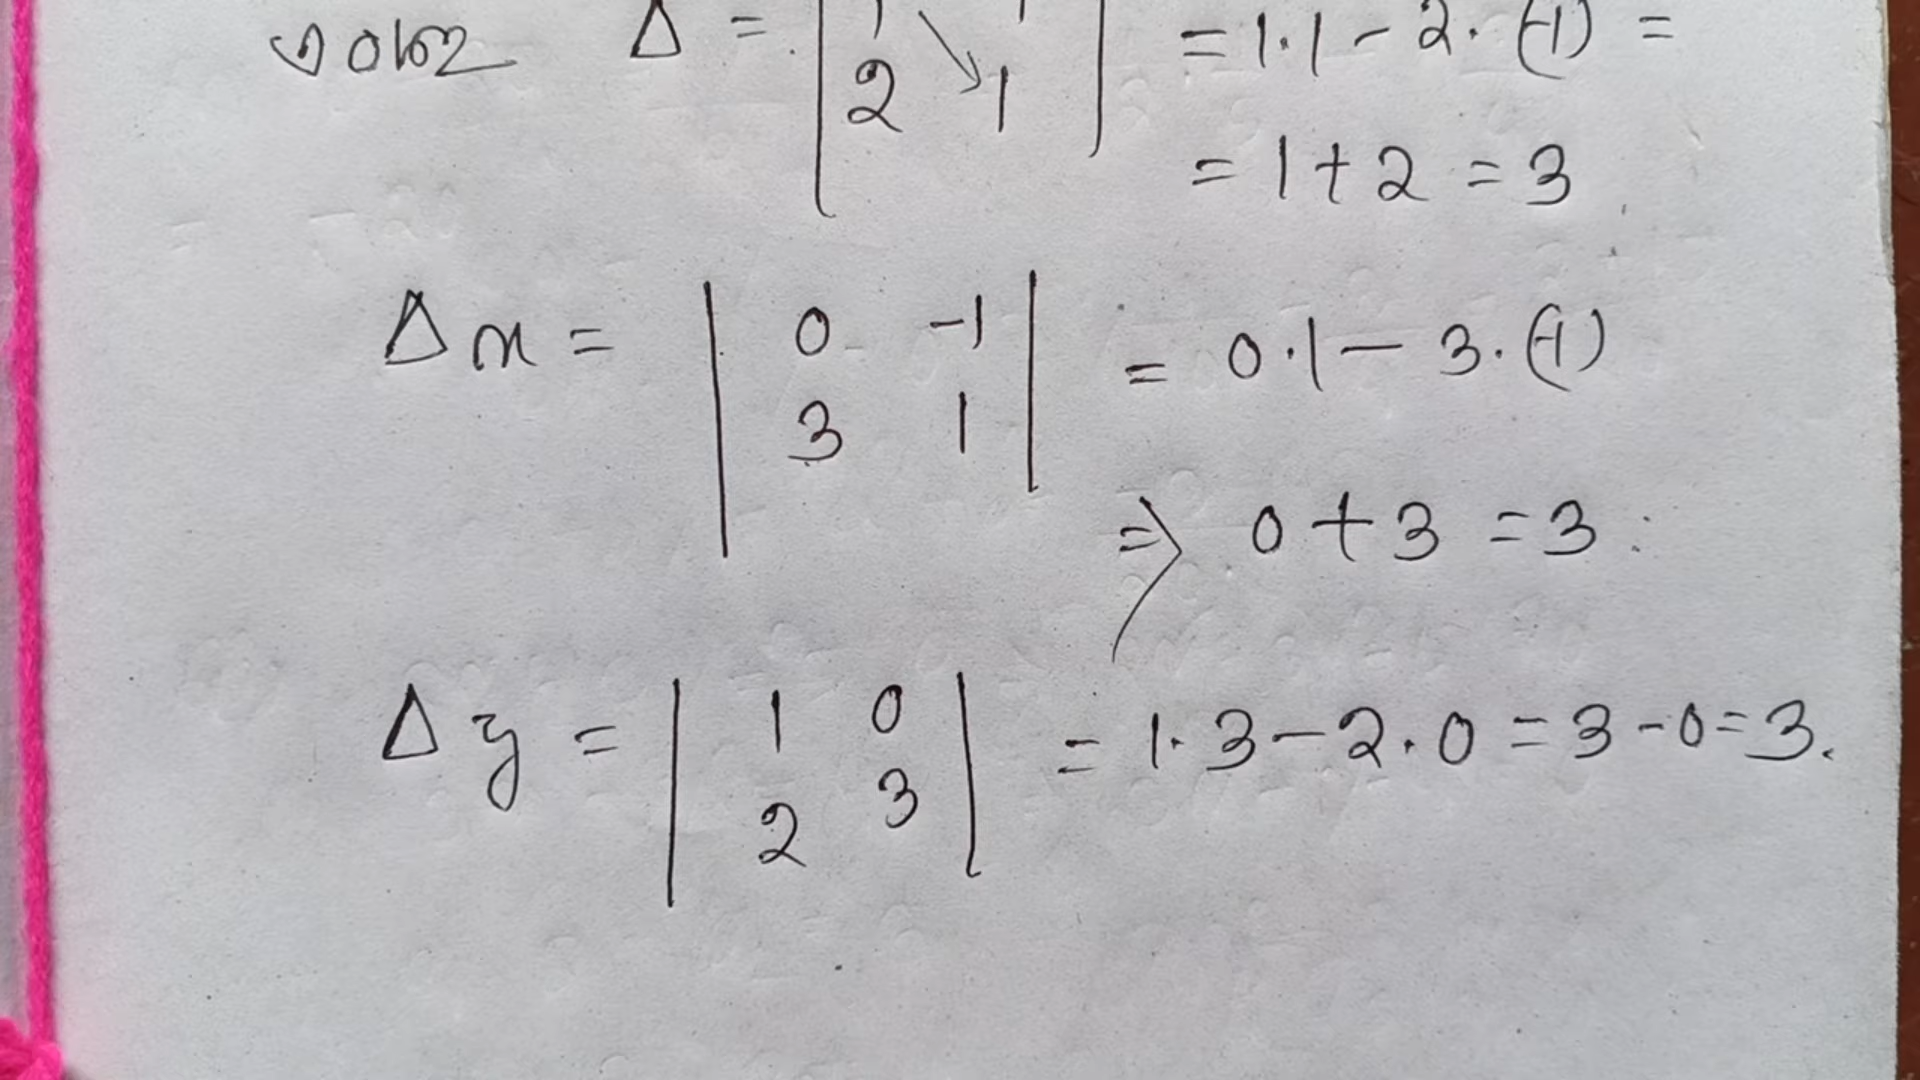 Δ = | 1 | = 1·1 - 2·(-1) =
| 2 1 | = 1+2 = 3
Δx = | 0 -1 | = 0·1 - 3·(-1)
| 3 1 |
⇒ 0 + 3 = 3
Δy = | 1 0 | = 1·3 - 2·0 = 3 - 0 = 3.
| 2 3 |